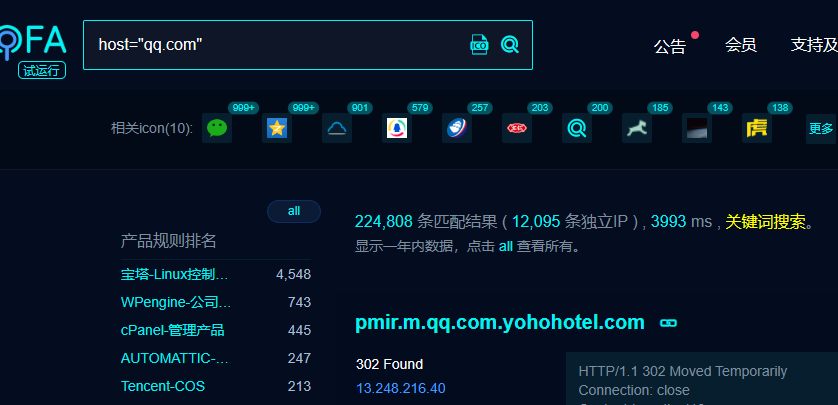 OFA
试运行
host="qq.com"
ICO
公告
会员
支持及
相关icon(10):
999+
999+
901
579
257
203
200
185
143
138
更多
all
产品规则排名
宝塔-Linux控制... 4,548
WPengine-公司... 743
cPanel-管理产品 445
AUTOMATTIC-... 247
Tencent-COS 213
224,808 条匹配结果 ( 12,095 条独立IP ) , 3993 ms , 关键词搜索。
显示一年内数据，点击 all 查看所有。
pmir.m.qq.com.yohohotel.com
302 Found
13.248.216.40
HTTP/1.1 302 Moved Temporarily
Connection: close